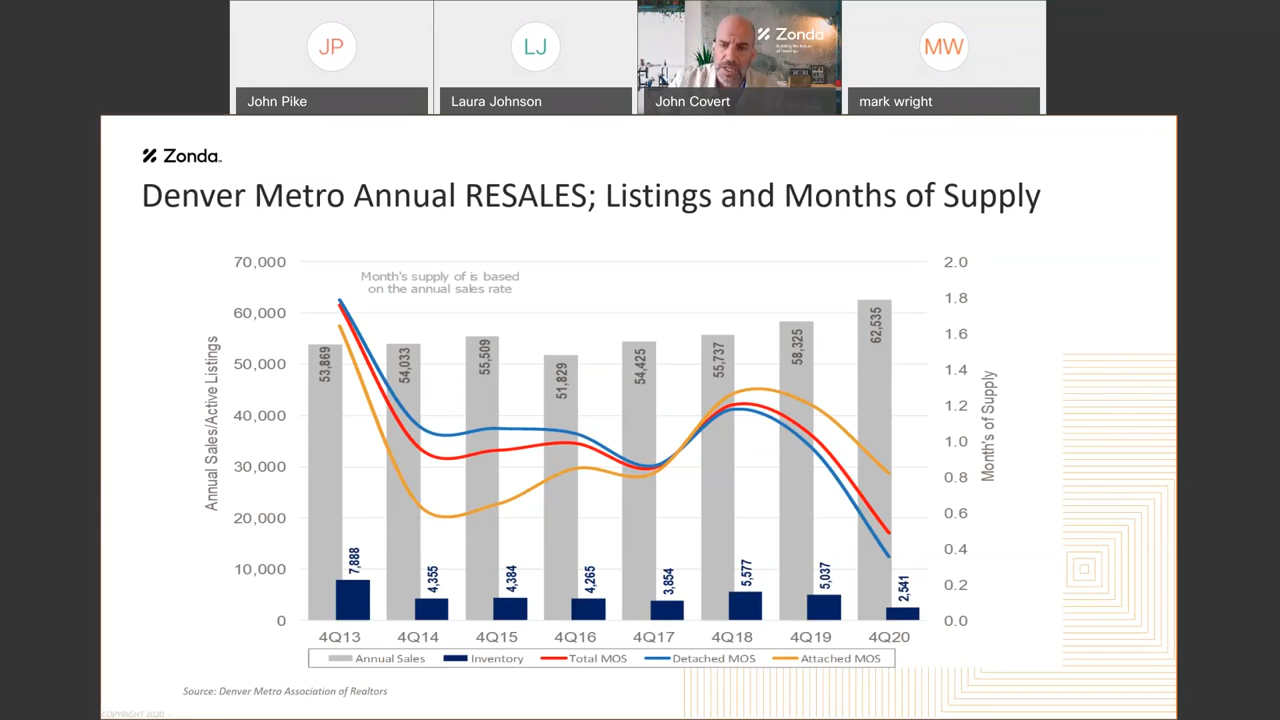 JP
LJ
Zonda
MW
John Pike
Laura Johnson
John Covert
mark wright
Zonda
Denver Metro Annual RESALES; Listings and Months of Supply
Month's supply of is based
on the annual sales rate
Annual Sales/Active Listings
70,000
60,000
50,000
40,000
30,000
20,000
10,000
0
53,869
54,033
55,509
51,829
54,425
55,737
58,325
62,535
7,888
4,355
4,384
4,265
3,854
5,577
5,037
2,541
2.0
1.8
1.6
1.4
1.2
1.0
0.8
0.6
0.4
0.2
0.0
Month's of Supply
4Q13 4Q14 4Q15 4Q16 4Q17 4Q18 4Q19 4Q20
Annual Sales Inventory Total MOS Detached MOS Attached MOS
Source: Denver Metro Association of Realtors
COPYRIGHT 2020